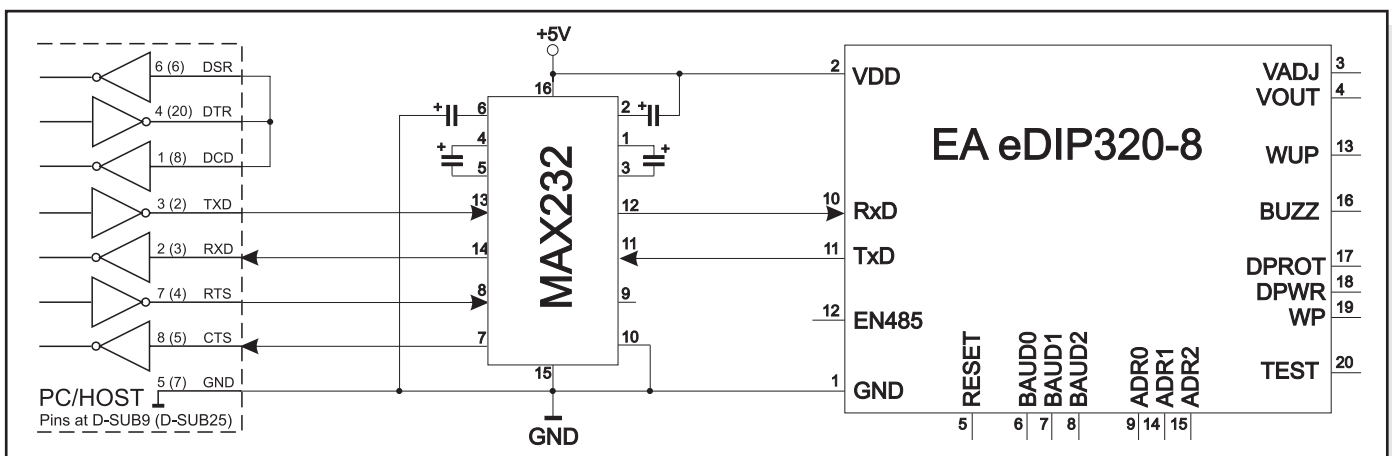 +5V
6 (6) DSR
4 (20) DTR
1 (8) DCD
3 (2) TXD
2 (3) RXD
7 (4) RTS
8 (5) CTS
5 (7) GND
PC/HOST
Pins at D-SUB9 (D-SUB25)
MAX232
16
+ 6
2 +
+ 4
1 +
5
3
13
12
14
11
8
9
7
10
15
GND
EA eDIP320-8
2 VDD
10 RxD
11 TxD
12 EN485
1 GND
RESET
5
BAUD0
6
BAUD1
7
BAUD2
8
ADR0
9
ADR1
14
ADR2
15
VADJ 3
VOUT 4
WUP 13
BUZZ 16
DPROT 17
DPWR 18
WP 19
TEST 20